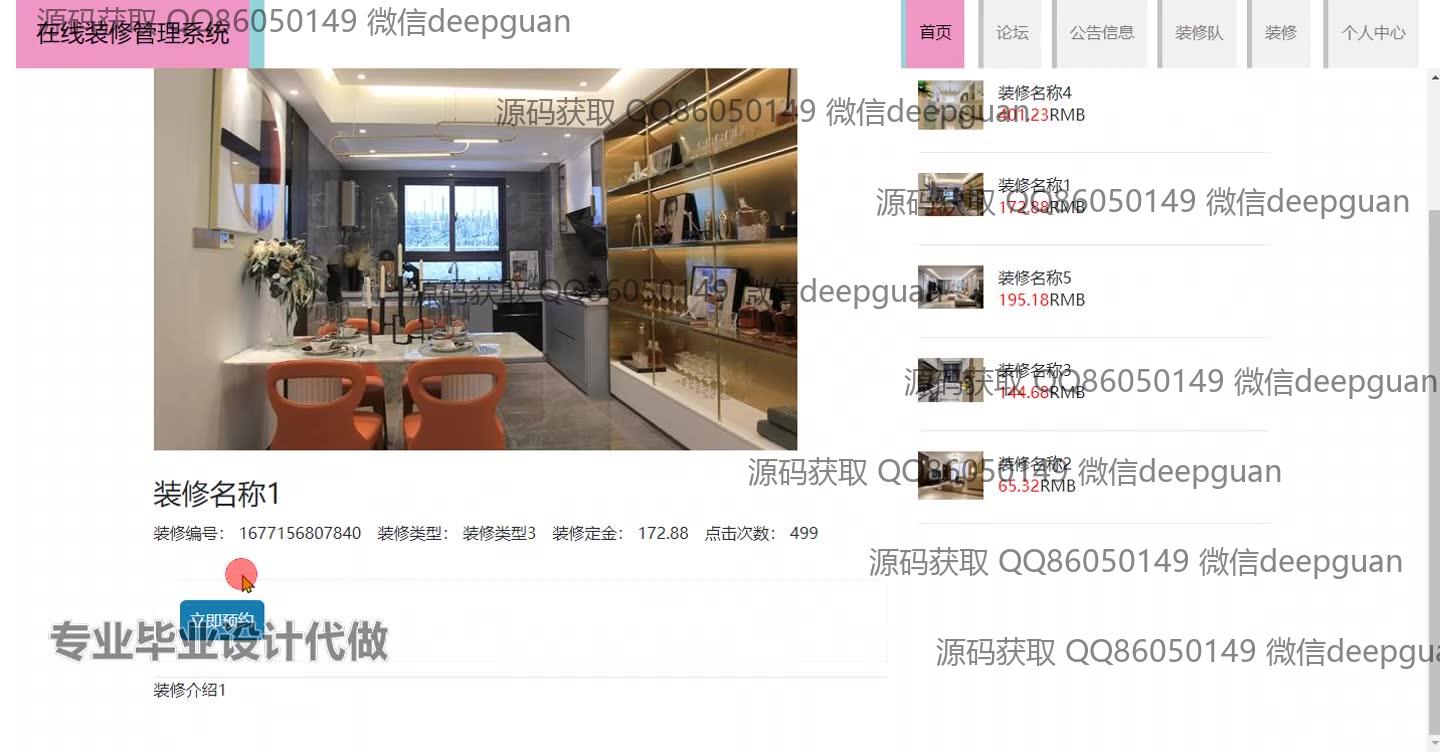 源码获取 QQ86050149 微信deepguan
在线装修管理系统
首页 论坛 公告信息 装修队 装修 个人中心
装修名称4
401.23RMB
源码获取 QQ86050149 微信deepguan
装修名称1
172.88RMB
源码获取 QQ86050149 微信deepguan
装修名称5
195.18RMB
源码获取 QQ86050149 微信deepguan
装修名称3
144.68RMB
源码获取 QQ86050149 微信deepguan
装修名称2
65.32RMB
源码获取 QQ86050149 微信deepguan
装修名称1
装修编号： 1677156807840 装修类型： 装修类型3 装修定金： 172.88 点击次数： 499
源码获取 QQ86050149 微信deepguan
立即预约
专业毕业设计代做
源码获取 QQ86050149 微信deepgua
装修介绍1